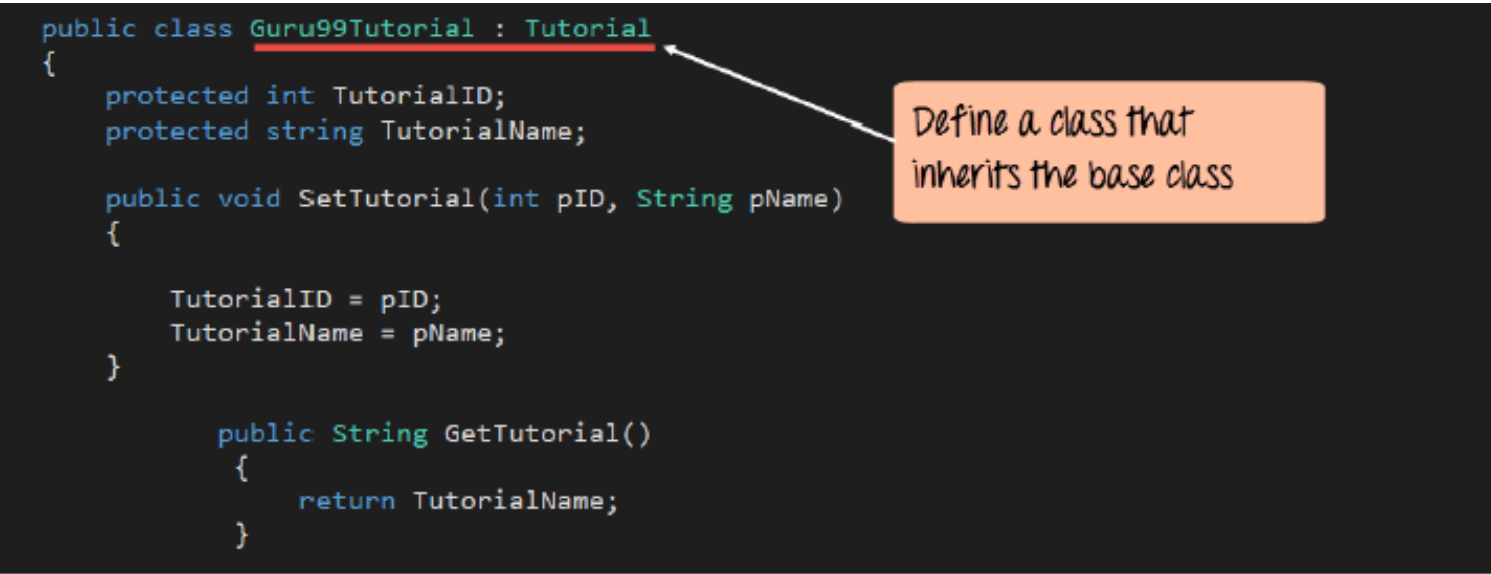 public class Guru99Tutorial : Tutorial
{
protected int TutorialID;
protected string TutorialName;
Define a class that
inherits the base class
public void SetTutorial(int pID, String pName)
{
TutorialID = pID;
TutorialName = pName;
}
public String GetTutorial()
{
return TutorialName;
}